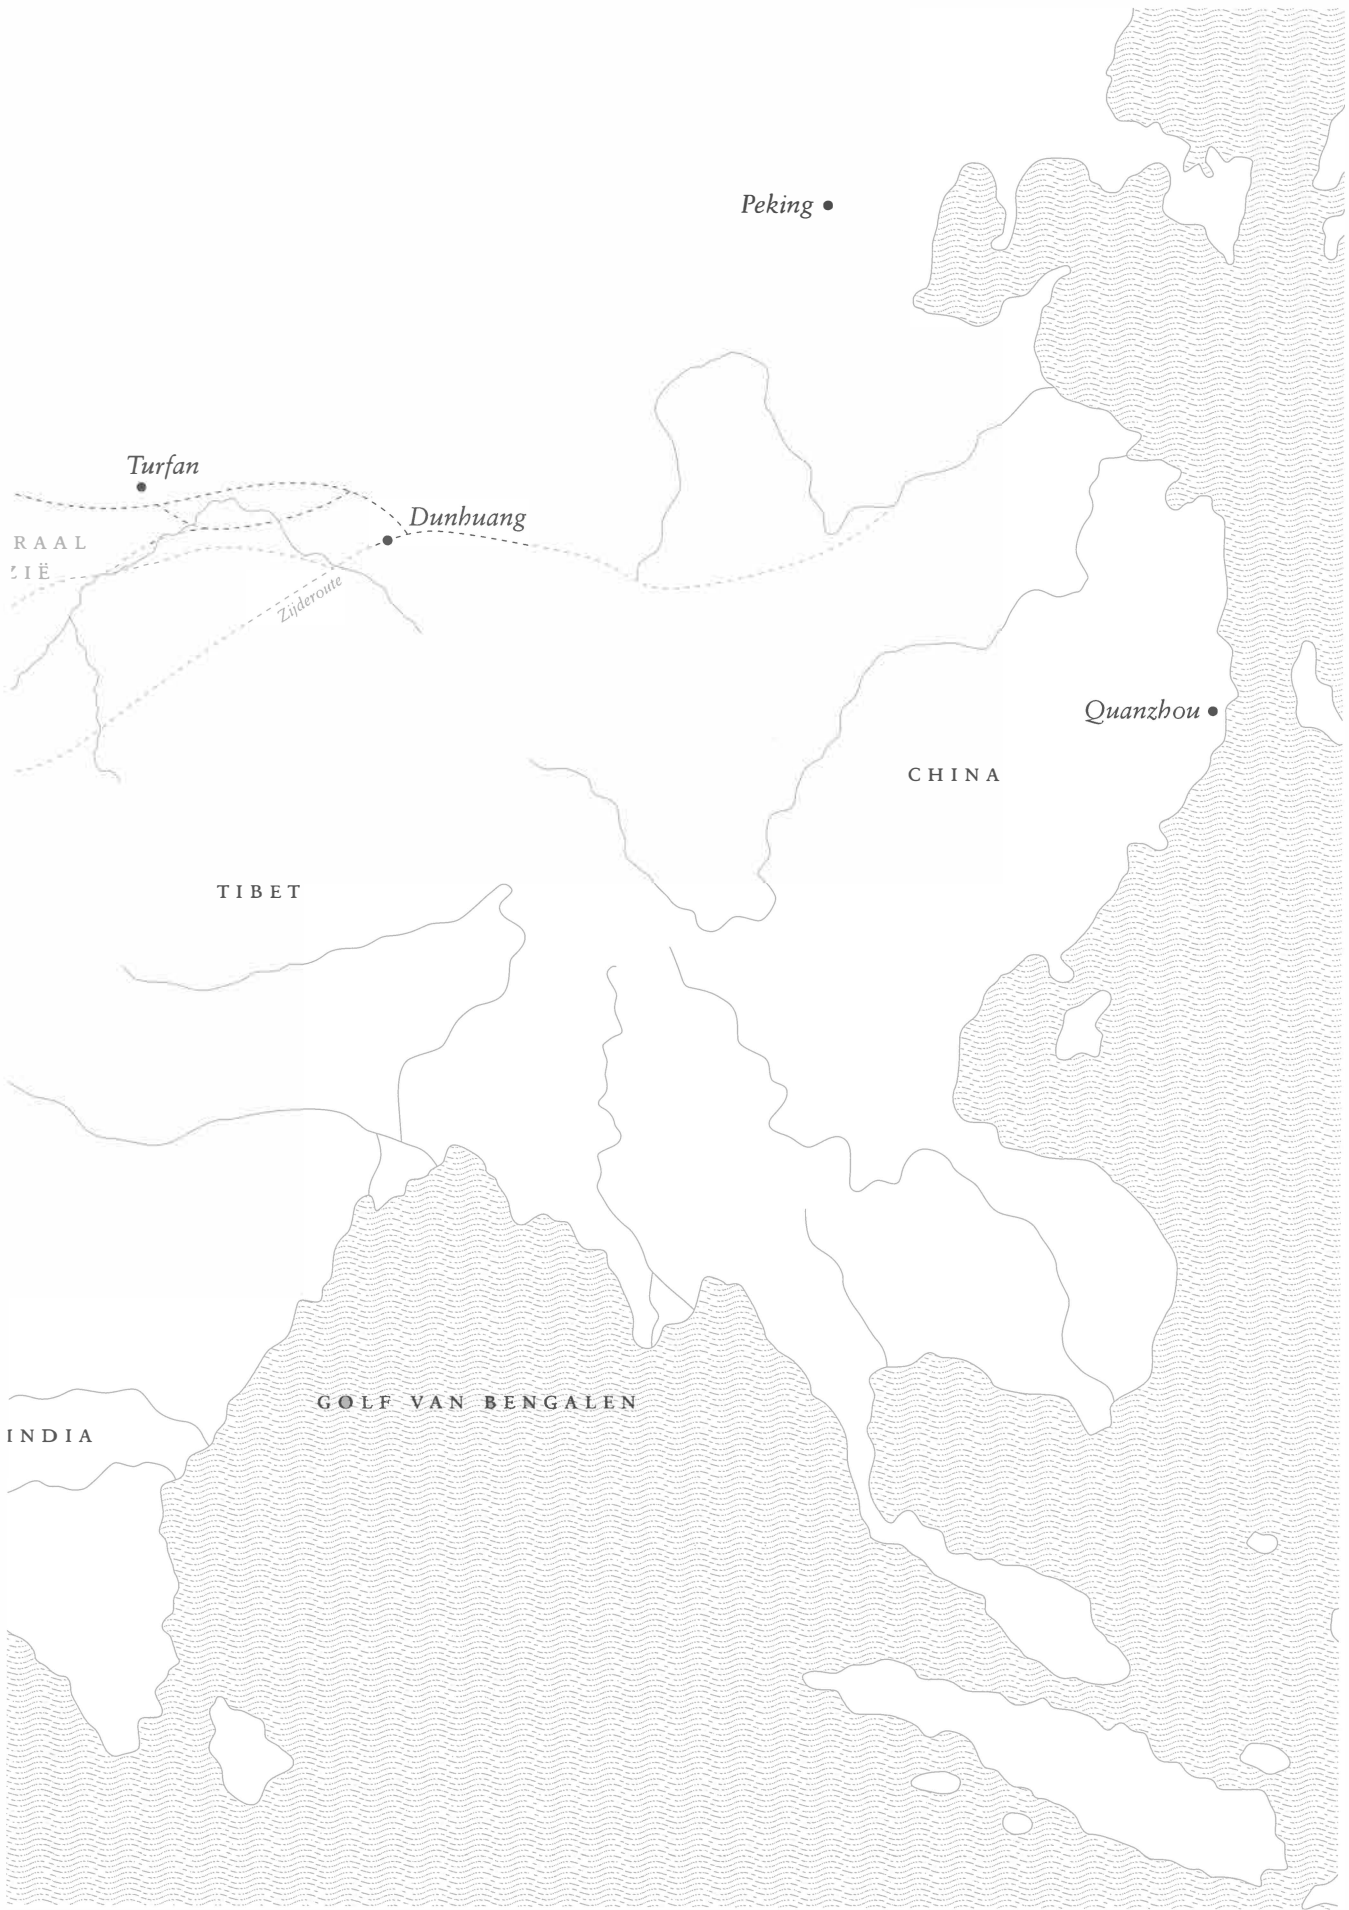 Peking
Turfan
Dunhuang
RAAL
ZIË
Zijderoute
Quanzhou
CHINA
TIBET
GOLF VAN BENGALEN
INDIA